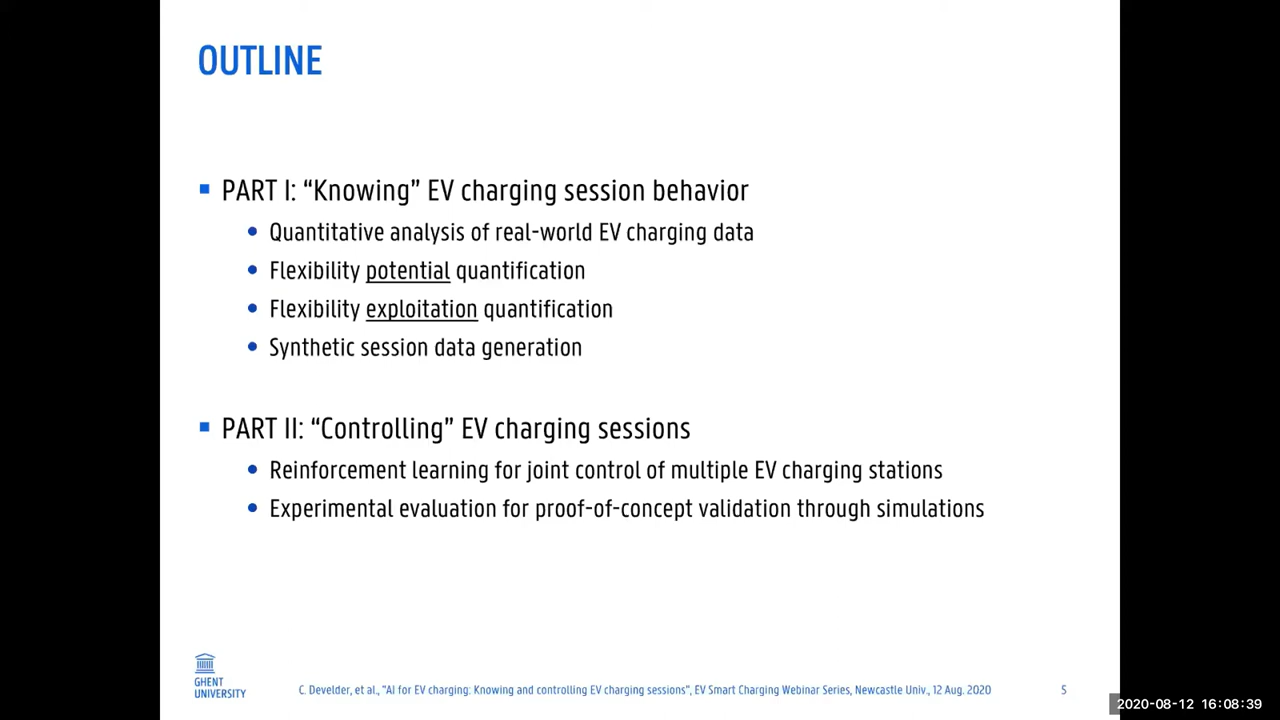 OUTLINE
PART I: “Knowing” EV charging session behavior
Quantitative analysis of real-world EV charging data
Flexibility potential quantification
Flexibility exploitation quantification
Synthetic session data generation
PART II: “Controlling” EV charging sessions
Reinforcement learning for joint control of multiple EV charging stations
Experimental evaluation for proof-of-concept validation through simulations
GHENT
UNIVERSITY
C. Develder, et al., "AI for EV charging: Knowing and controlling EV charging sessions", EV Smart Charging Webinar Series, Newcastle Univ., 12 Aug. 2020
5
2020-08-12 16:08:39